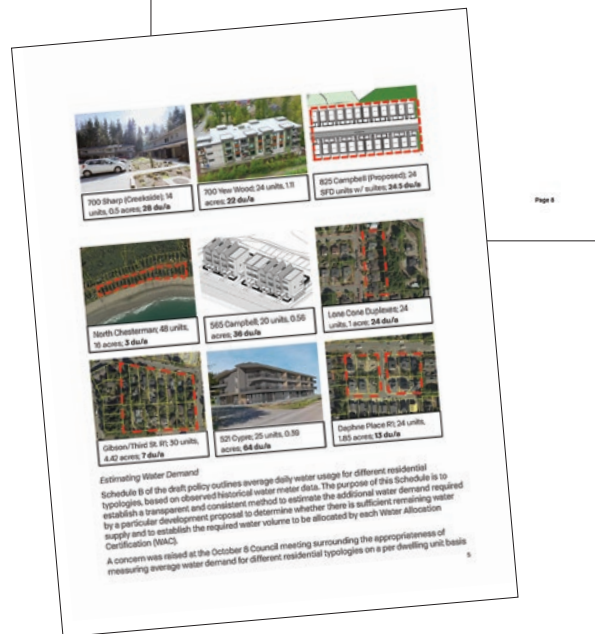 700 Sharp (Creekside); 14
units, 0.5 acres; 28 du/a
700 Yew Wood; 24 units, 1.11
acres; 22 du/a
825 Campbell (Proposed); 24
SFD units w/ suites; 34.5 du/a
Page 8
North Chesterman; 48 units,
16 acres; 3 du/a
565 Campbell; 20 units, 0.56
acres; 36 du/a
Lone Cone Duplexes; 24
units, 1 acre; 24 du/a
Gibson/Third St. R1; 30 units,
4.42 acres; 7 du/a
521 Cypre; 25 units, 0.39
acres; 64 du/a
Daphne Place R1; 24 units,
1.85 acres; 13 du/a
Estimating Water Demand
Schedule B of the draft policy outlines average daily water usage for different residential
typologies, based on observed historical water meter data. The purpose of this Schedule is to
establish a transparent and consistent method to estimate the additional water demand required
by a particular development proposal to determine whether there is sufficient remaining water
supply and to establish the required water volume to be allocated by each Water Allocation
Certification (WAC).
A concern was raised at the October 8 Council meeting surrounding the appropriateness of
measuring average water demand for different residential typologies on a per dwelling unit basis
5